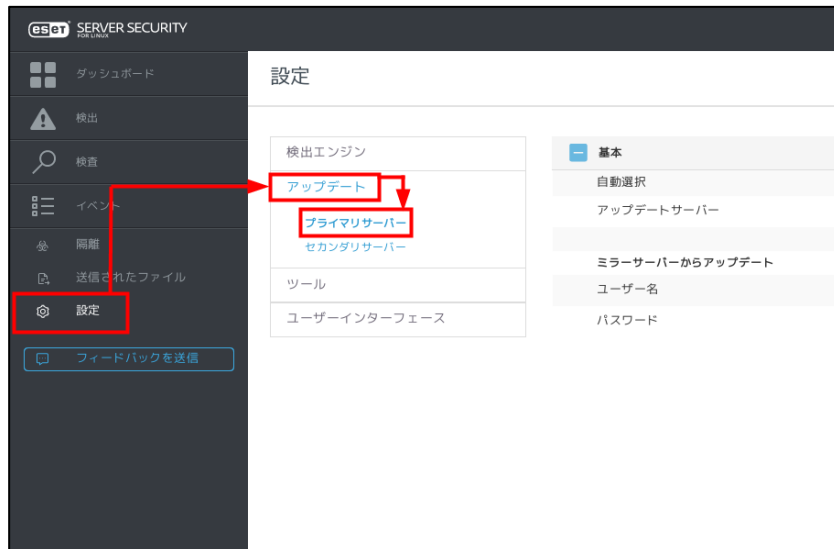 eset SERVER SECURITY
FOR LINUX
ダッシュボード
検出
検査
イベント
隔離
送信されたファイル
設定
フィードバックを送信
設定
検出エンジン
アップデート
プライマリサーバー
セカンダリサーバー
ツール
ユーザーインターフェース
基本
自動選択
アップデートサーバー
ミラーサーバーからアップデート
ユーザー名
パスワード